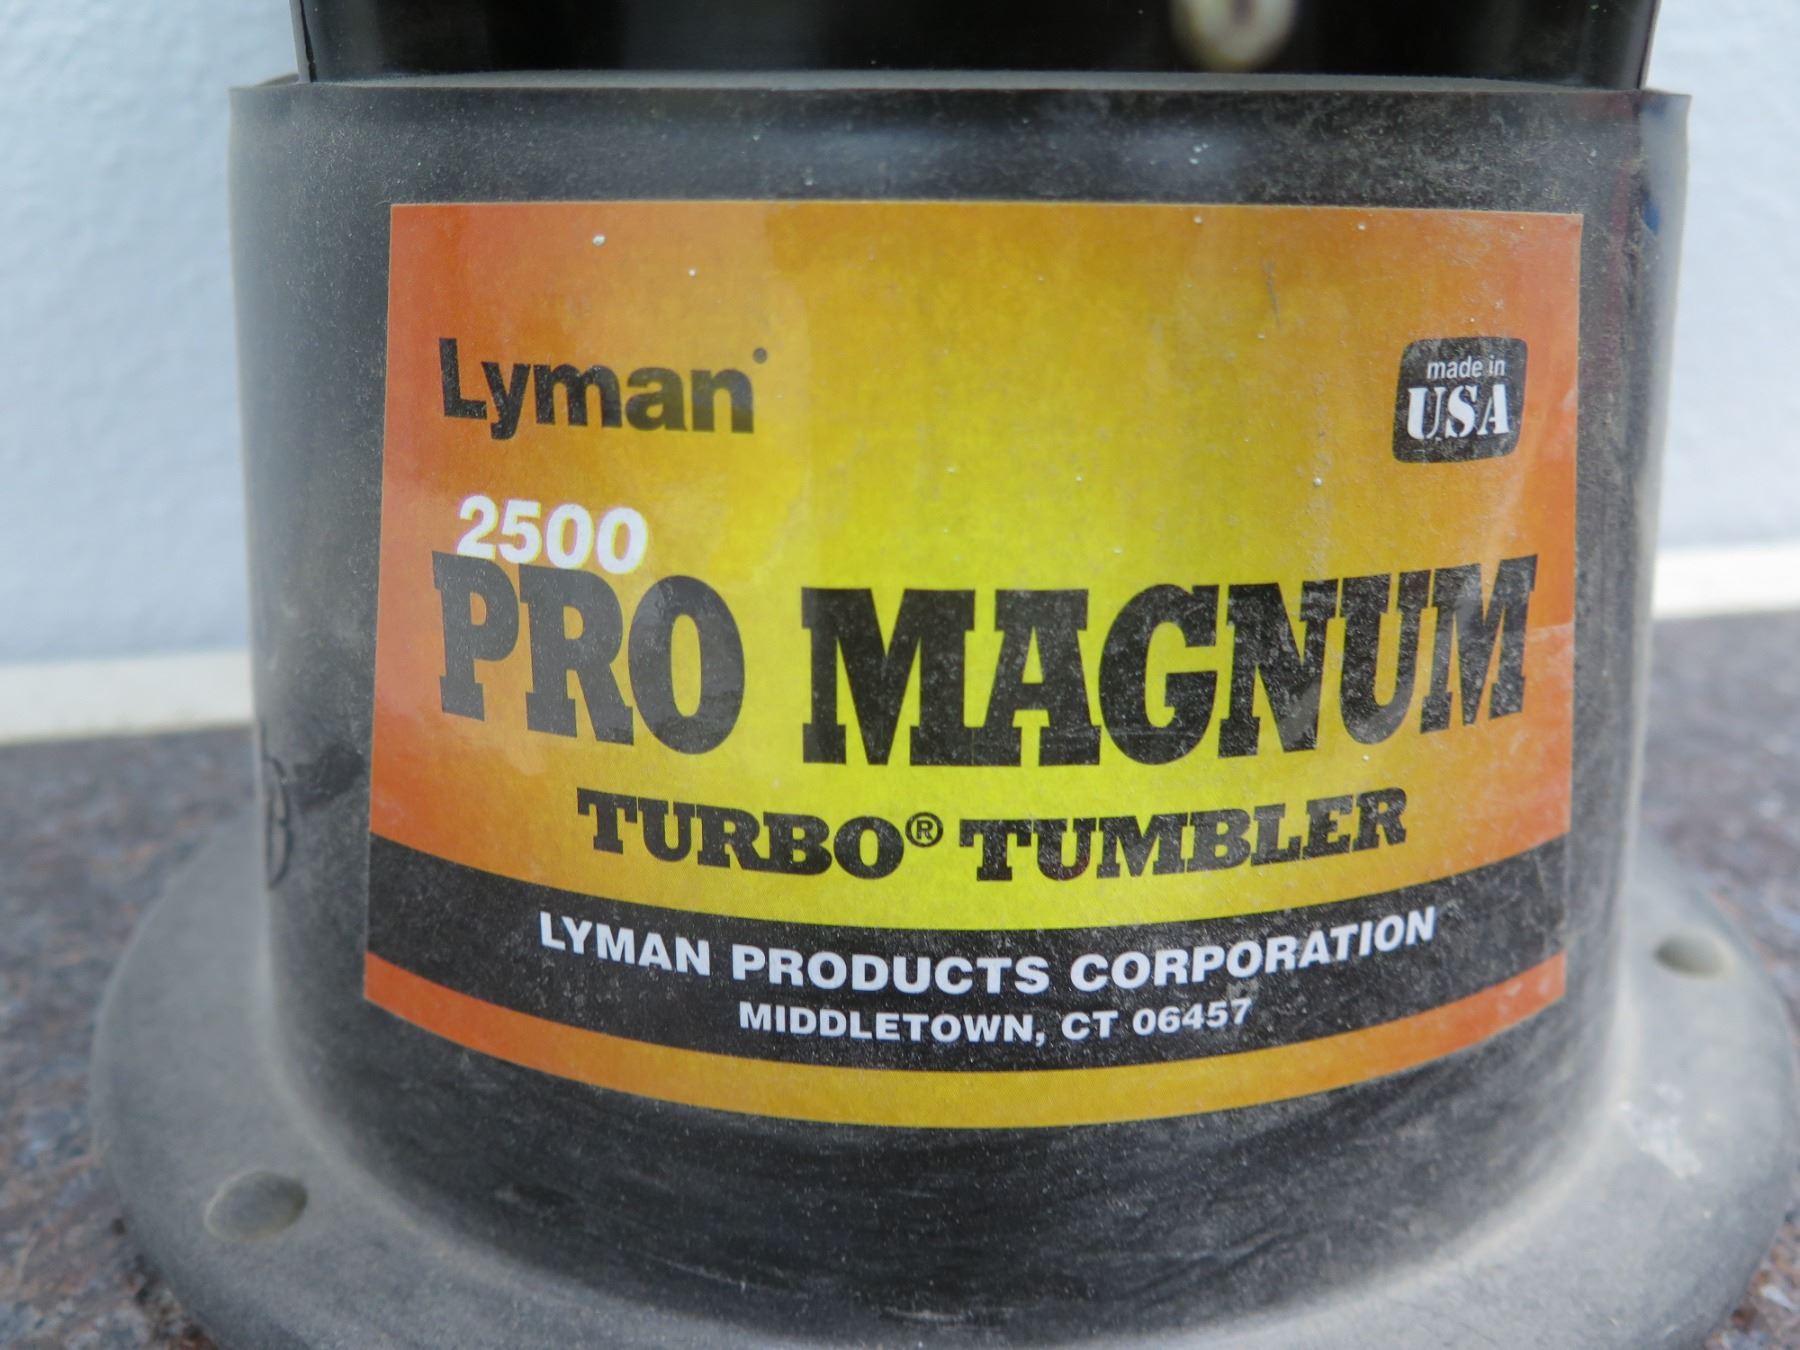 Lyman
made in
USA
2500
PRO MAGNUM
TURBO® TUMBLER
LYMAN PRODUCTS CORPORATION
MIDDLETOWN, CT 06457